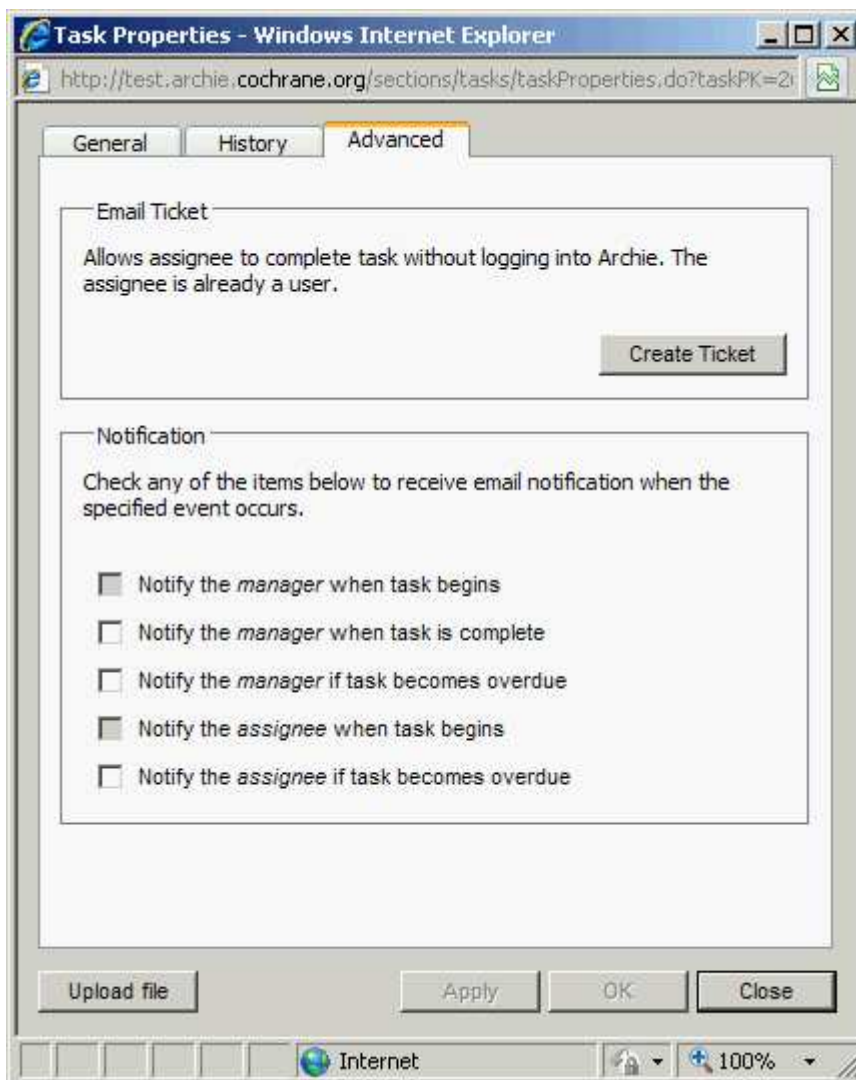 Task Properties - Windows Internet Explorer
http://test.archie.cochrane.org/sections/tasks/taskProperties.do?taskPK=2
General
History
Advanced
Email Ticket
Allows assignee to complete task without logging into Archie. The
assignee is already a user.
Create Ticket
Notification
Check any of the items below to receive email notification when the
specified event occurs.
Notify the manager when task begins
Notify the manager when task is complete
Notify the manager if task becomes overdue
Notify the assignee when task begins
Notify the assignee if task becomes overdue
Upload file
Apply
OK
Close
Internet
100%